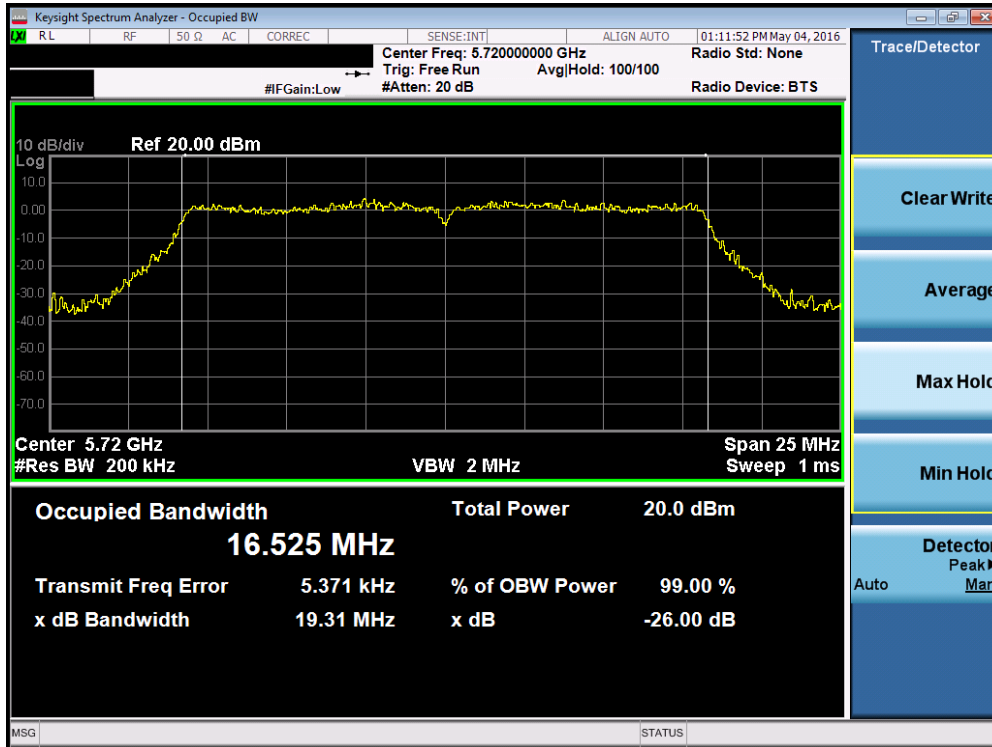 Keysight Spectrum Analyzer - Occupied BW
LXI RL RF 50 Ω AC CORREC SENSE:INT ALIGN AUTO 01:11:52 PM May 04, 2016
Center Freq: 5.720000000 GHz Radio Std: None
Trig: Free Run Avg|Hold: 100/100
#IFGain:Low #Atten: 20 dB Radio Device: BTS
Trace/Detector
10 dB/div Ref 20.00 dBm
Log
10.0
0.00
-10.0
-20.0
-30.0
-40.0
-50.0
-60.0
-70.0
Center 5.72 GHz Span 25 MHz
#Res BW 200 kHz VBW 2 MHz Sweep 1 ms
Occupied Bandwidth Total Power 20.0 dBm
16.525 MHz
Transmit Freq Error 5.371 kHz % of OBW Power 99.00 %
x dB Bandwidth 19.31 MHz x dB -26.00 dB
Clear Write
Average
Max Hold
Min Hold
Detector
Peak
Auto Man
MSG STATUS